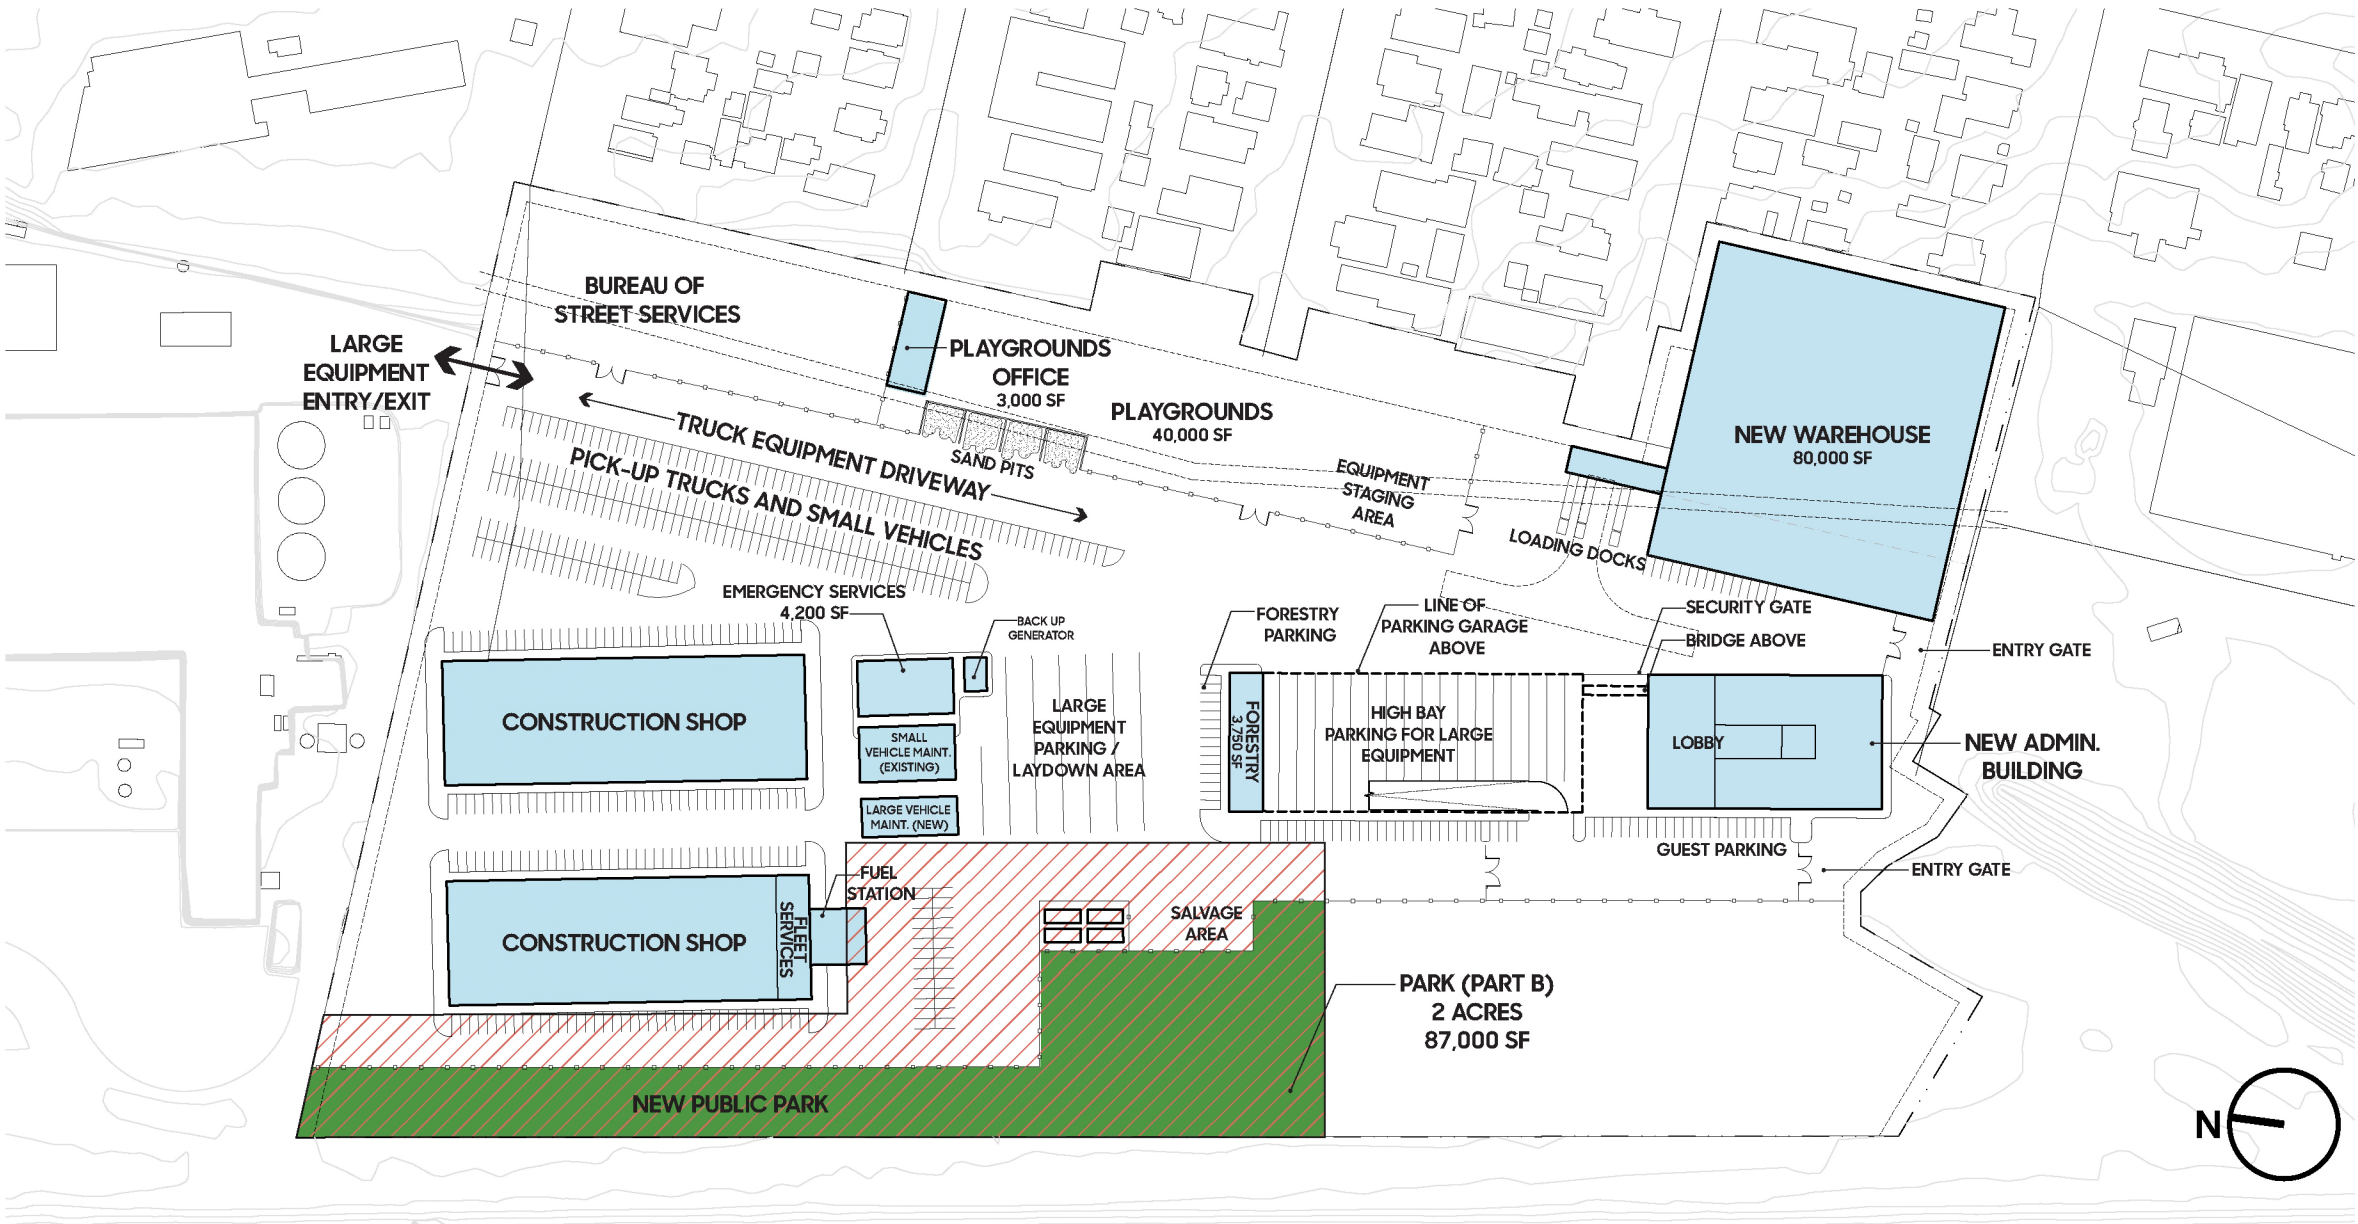 BUREAU OF
STREET SERVICES
LARGE
EQUIPMENT
ENTRY/EXIT
PLAYGROUNDS
OFFICE
3,000 SF
PLAYGROUNDS
40,000 SF
TRUCK EQUIPMENT DRIVEWAY
SAND PITS
PICK-UP TRUCKS AND SMALL VEHICLES
EQUIPMENT
STAGING
AREA
NEW WAREHOUSE
80,000 SF
LOADING DOCKS
EMERGENCY SERVICES
4,200 SF
BACK UP
GENERATOR
FORESTRY
PARKING
LINE OF
PARKING GARAGE
ABOVE
SECURITY GATE
BRIDGE ABOVE
ENTRY GATE
CONSTRUCTION SHOP
SMALL
VEHICLE MAINT.
(EXISTING)
LARGE VEHICLE
MAINT. (NEW)
LARGE
EQUIPMENT
PARKING /
LAYDOWN AREA
FORESTRY
3,750 SF
HIGH BAY
PARKING FOR LARGE
EQUIPMENT
LOBBY
NEW ADMIN.
BUILDING
GUEST PARKING
ENTRY GATE
FUEL
STATION
CONSTRUCTION SHOP
FLEET
SERVICES
SALVAGE
AREA
PARK (PART B)
2 ACRES
87,000 SF
NEW PUBLIC PARK
N